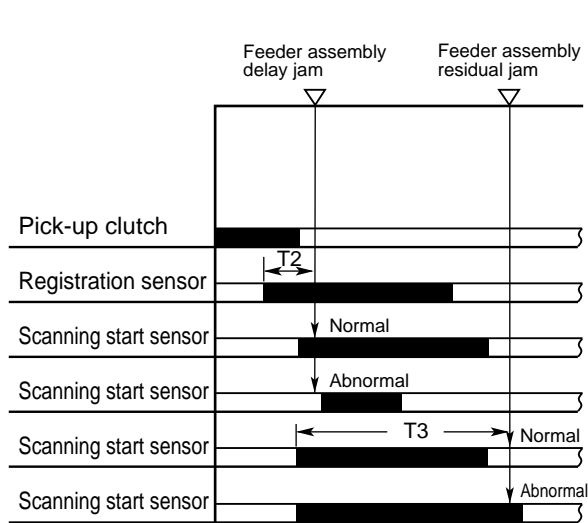 Feeder assembly
delay jam
Feeder assembly
residual jam
Pick-up clutch
T2
Registration sensor
Normal
Scanning start sensor
Abnormal
Scanning start sensor
T3
Normal
Scanning start sensor
Abnormal
Scanning start sensor